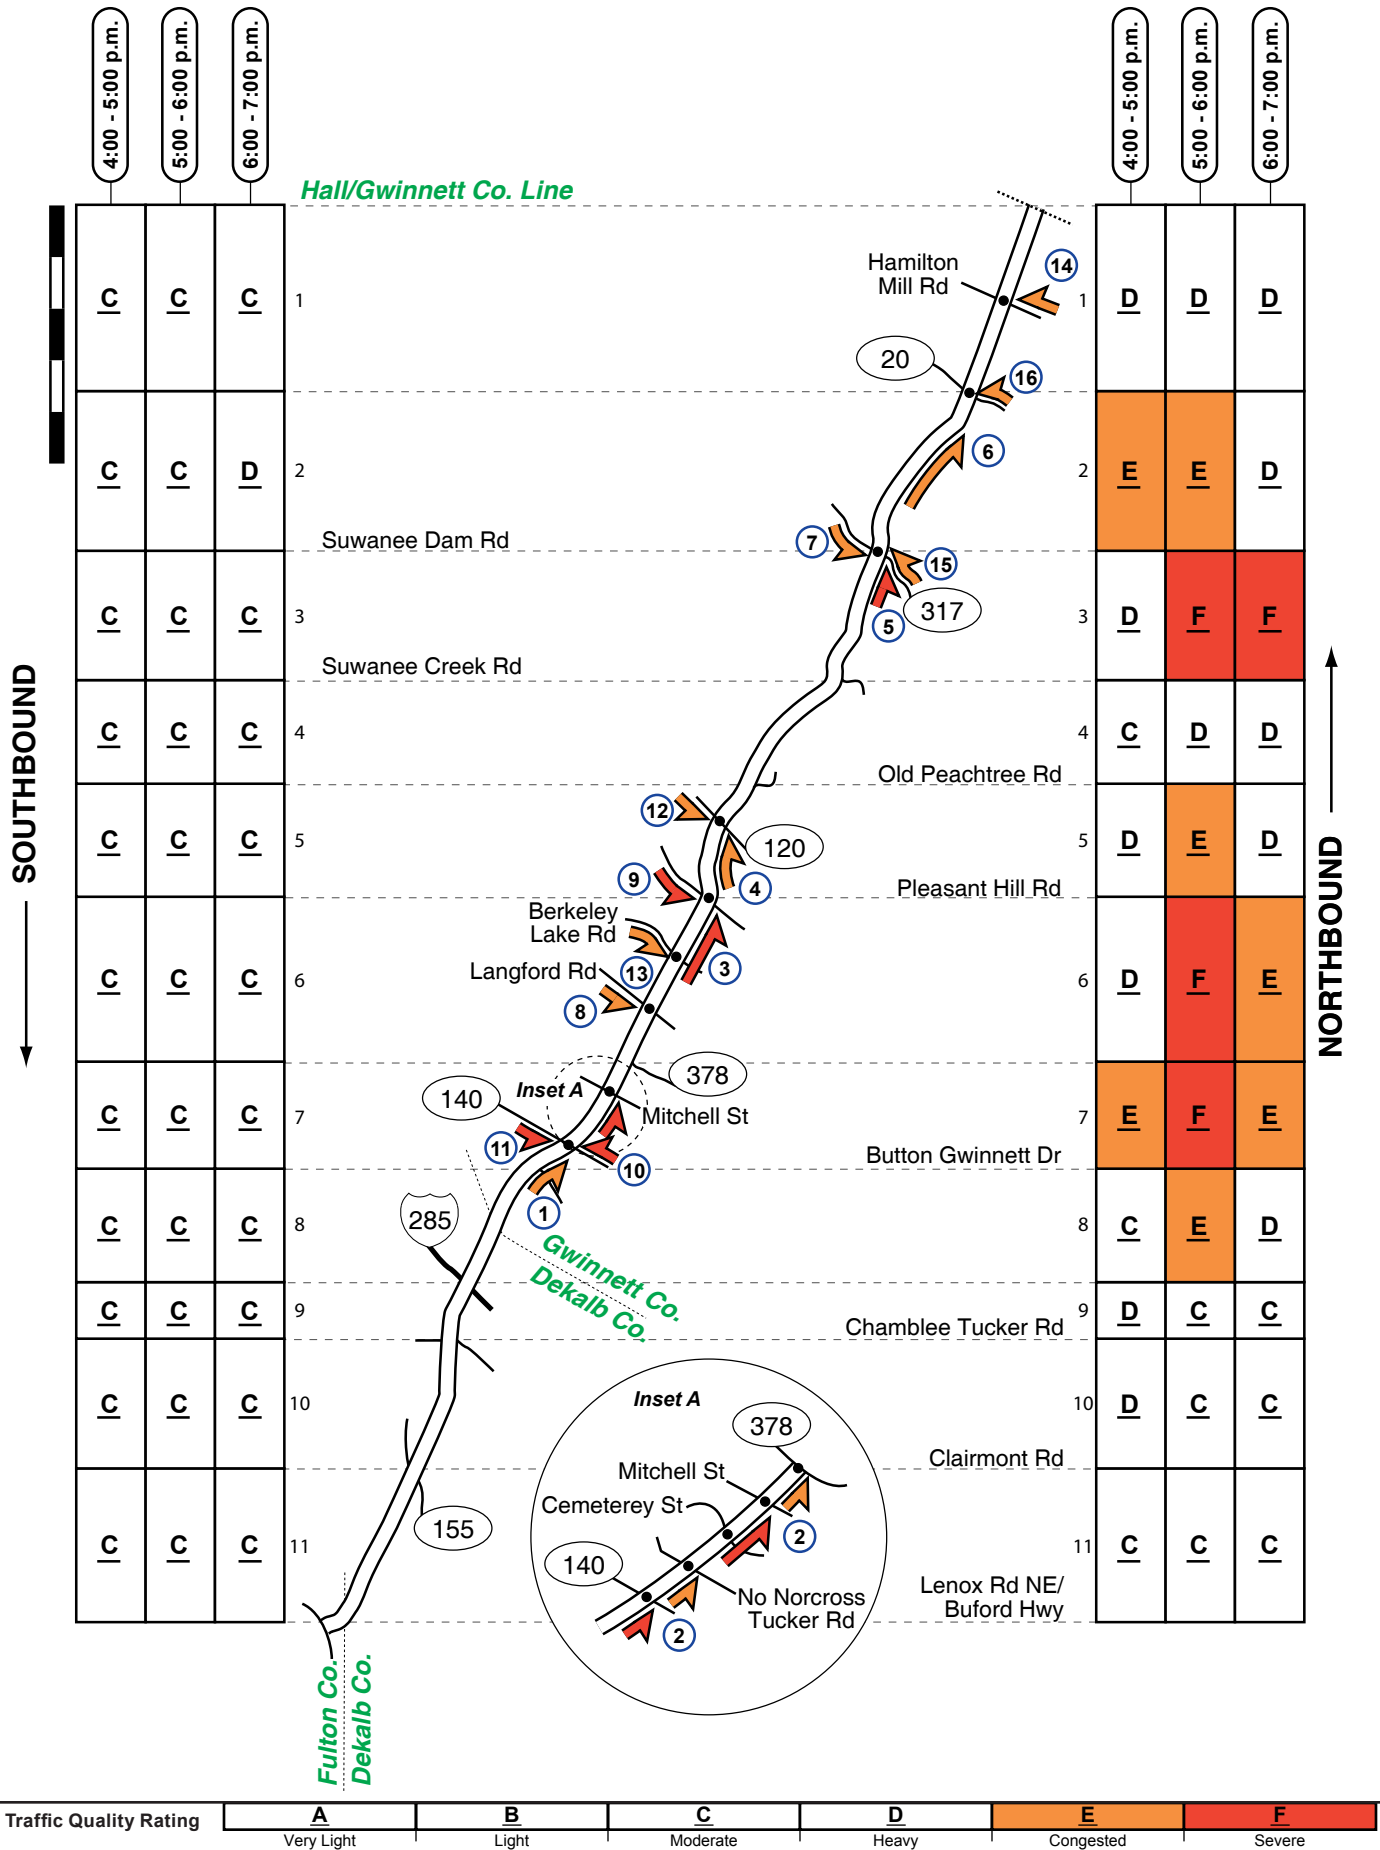 4:00 - 5:00 p.m.
5:00 - 6:00 p.m.
6:00 - 7:00 p.m.
4:00 - 5:00 p.m.
5:00 - 6:00 p.m.
6:00 - 7:00 p.m.
Hall/Gwinnett Co. Line
Hamilton
Mill Rd
14
C C C 1
1 D D D
20
16
6
C C D 2
2 E E D
Suwanee Dam Rd
7
15
317
5
C C C 3
3 D F F
Suwanee Creek Rd
SOUTHBOUND
NORTHBOUND
C C C 4
4 C D D
Old Peachtree Rd
12
120
C C C 5
5 D E D
9
4
Pleasant Hill Rd
Berkeley
Lake Rd
Langford Rd
13
3
8
C C C 6
6 D F E
378
Inset A
140
Mitchell St
11
10
C C C 7
7 E F E
Button Gwinnett Dr
1
285
C C C 8
8 C E D
Gwinnett Co.
Dekalb Co.
C C C 9
9 D C C
Chamblee Tucker Rd
Inset A
C C C 10
10 D C C
378
Clairmont Rd
Mitchell St
Cemeterey St
155
2
140
C C C 11
11 C C C
No Norcross
Tucker Rd
2
Lenox Rd NE/
Buford Hwy
Fulton Co.
Dekalb Co.
Traffic Quality Rating
A B C D E F
Very Light Light Moderate Heavy Congested Severe